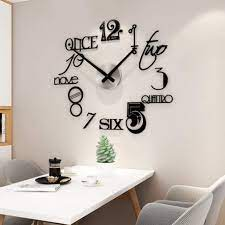 ONCE 12
10 two
nove 3
QUATTRO
8 5
7 SIX